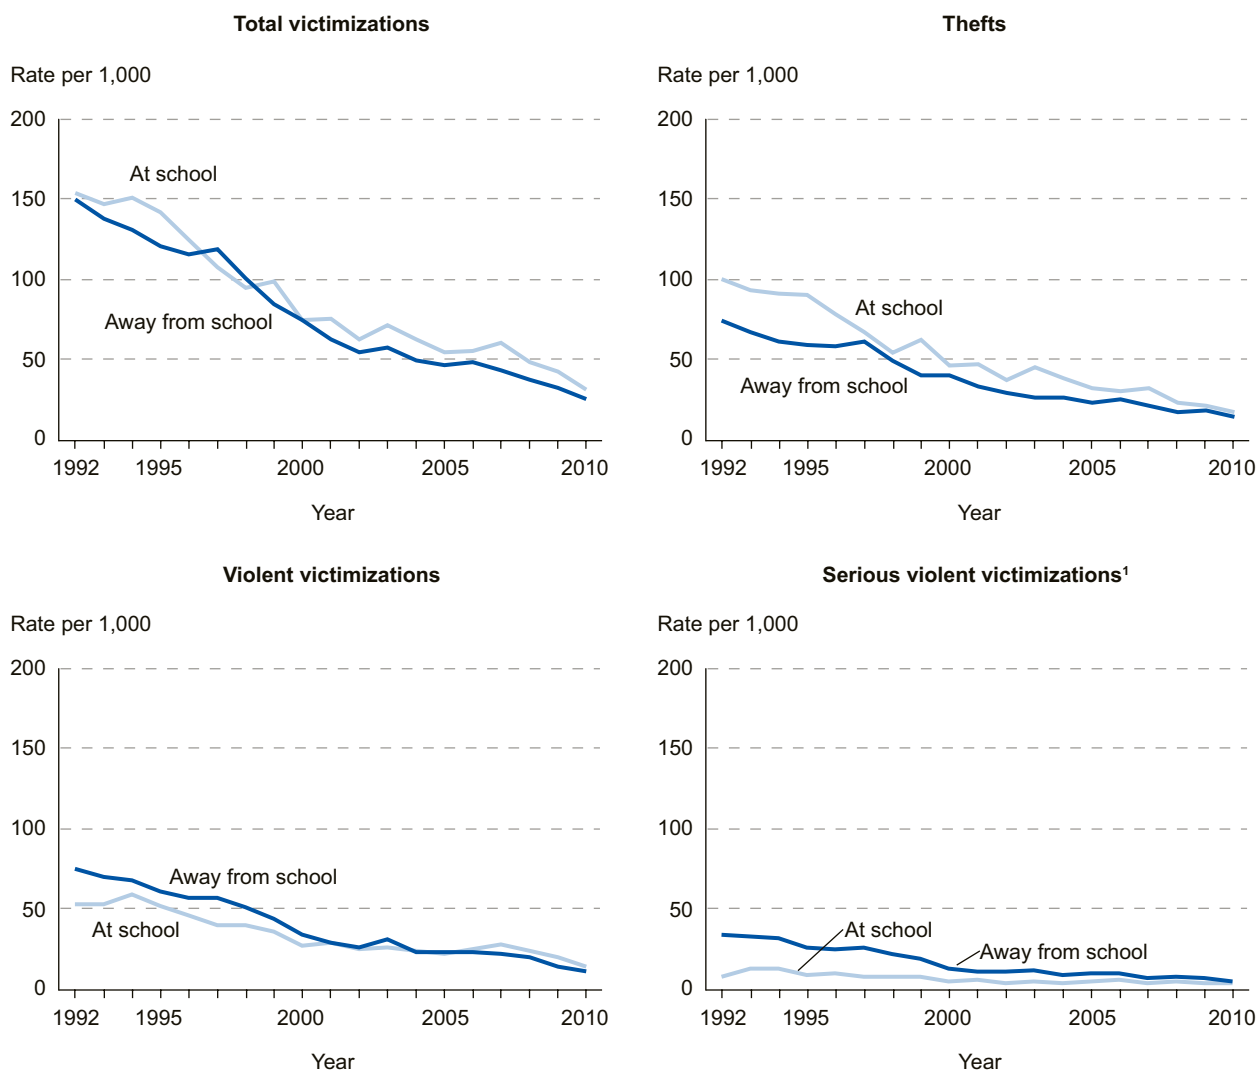 Total victimizations
Rate per 1,000
200
150
100
50
0
At school
Away from school
1992 1995 2000 2005 2010
Year
Thefts
Rate per 1,000
200
150
100
50
0
At school
Away from school
1992 1995 2000 2005 2010
Year
Violent victimizations
Rate per 1,000
200
150
100
50
0
Away from school
At school
1992 1995 2000 2005 2010
Year
Serious violent victimizations¹
Rate per 1,000
200
150
100
50
0
At school
Away from school
1992 1995 2000 2005 2010
Year